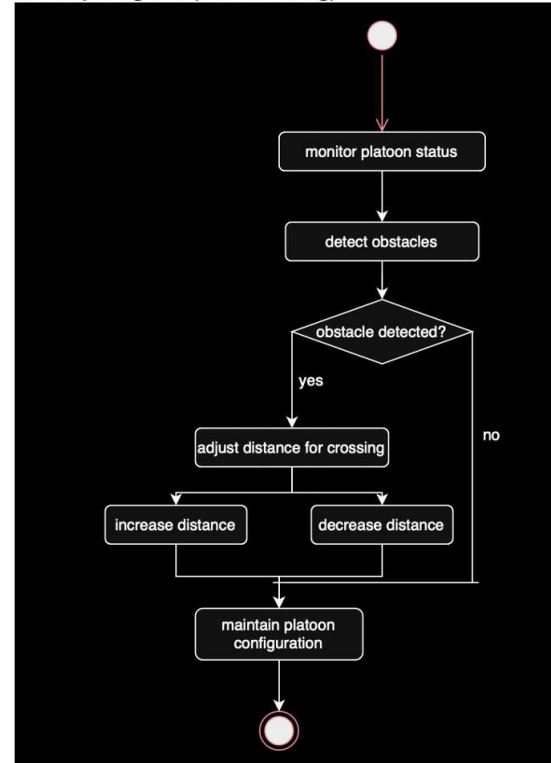 monitor platoon status
detect obstacles
obstacle detected?
yes
no
adjust distance for crossing
increase distance
decrease distance
maintain platoon
configuration